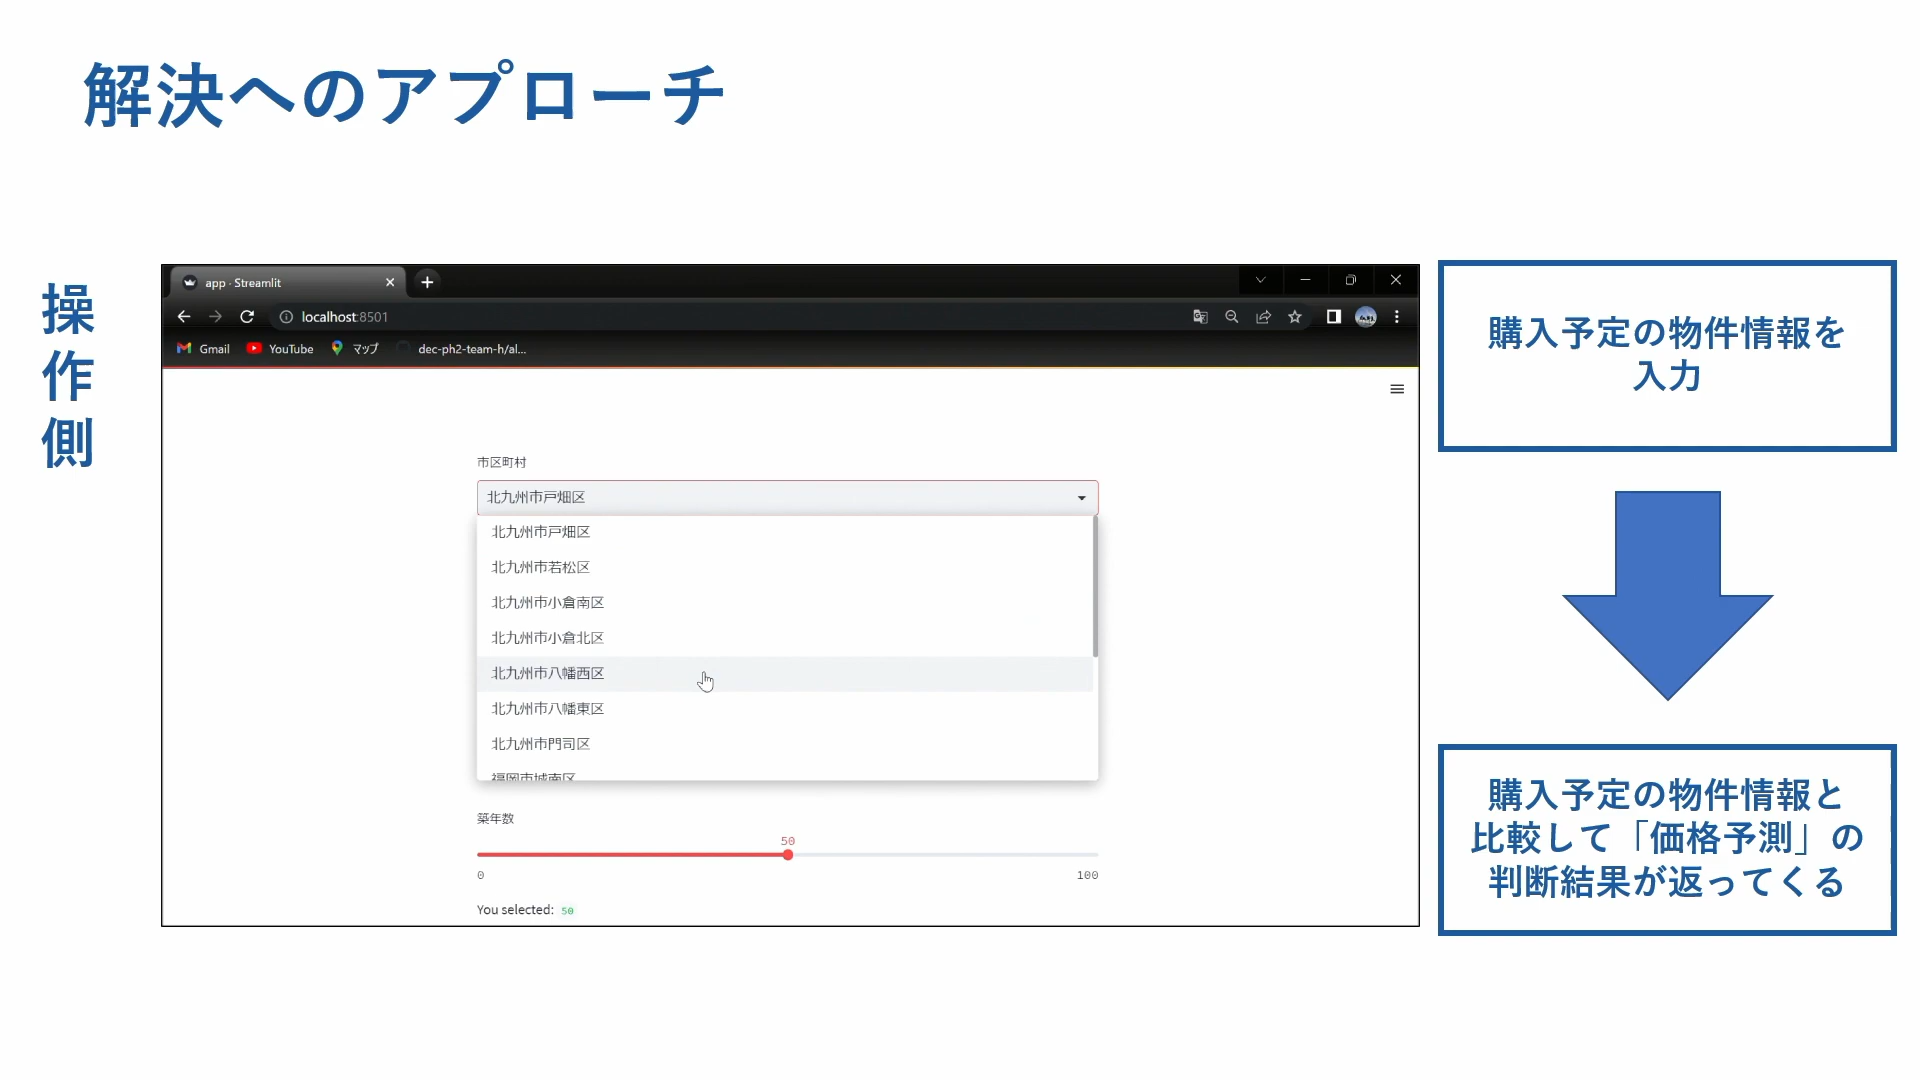 解決へのアプローチ
操作側
app · Streamlit
localhost:8501
Gmail
YouTube
マップ
dec-ph2-team-h/al...
市区町村
北九州市戸畑区
北九州市戸畑区
北九州市若松区
北九州市小倉南区
北九州市小倉北区
北九州市八幡西区
北九州市八幡東区
北九州市門司区
福岡市城南区
築年数
50
0
100
You selected: 50
購入予定の物件情報を
入力
購入予定の物件情報と
比較して「価格予測」の
判断結果が返ってくる